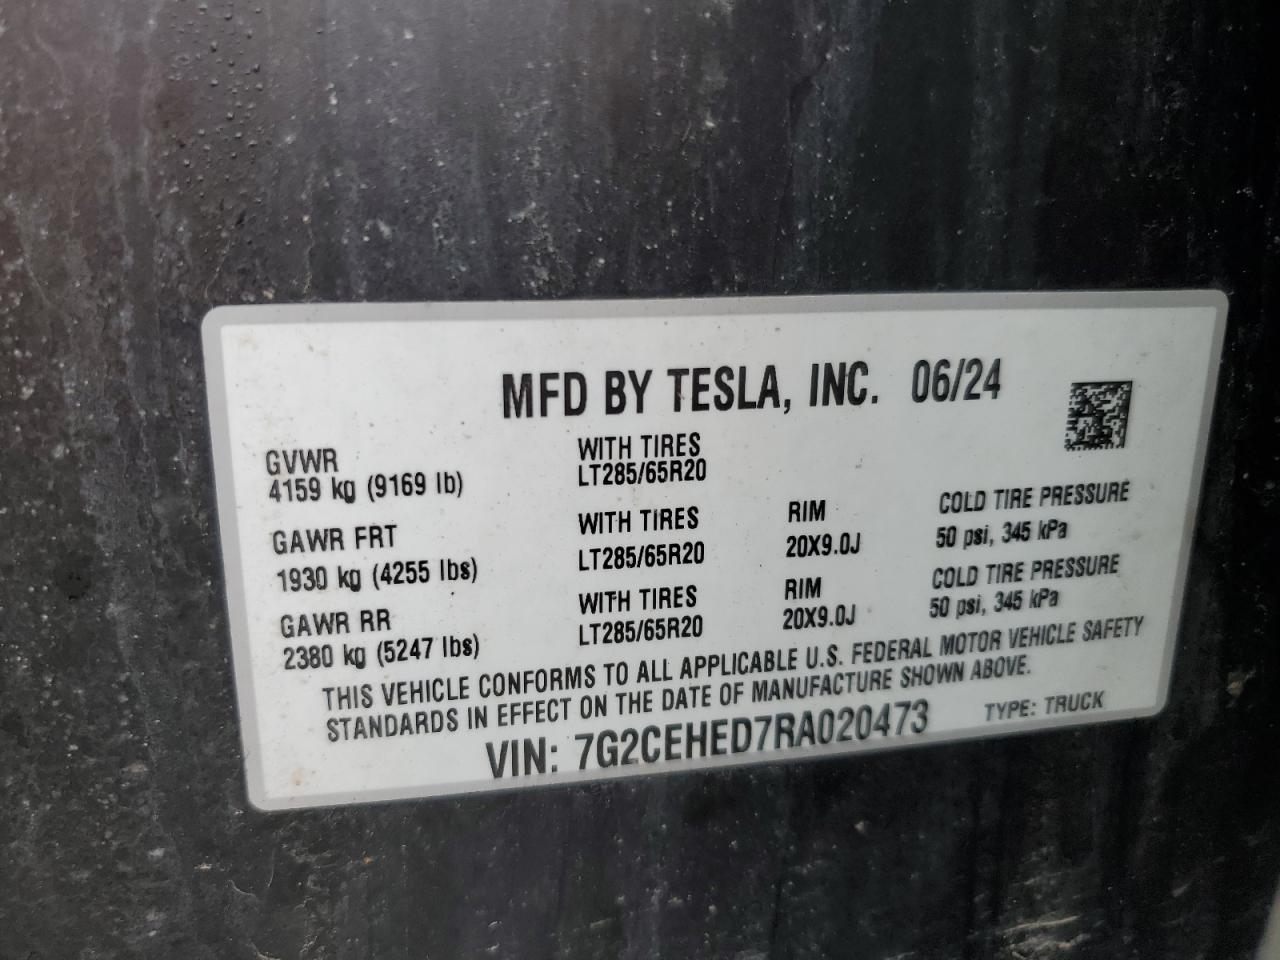 MFD BY TESLA, INC. 06/24
GVWR WITH TIRES
4159 kg (9169 lb) LT285/65R20
GAWR FRT WITH TIRES RIM COLD TIRE PRESSURE
1930 kg (4255 lbs) LT285/65R20 20X9.0J 50 psi, 345 kPa
GAWR RR WITH TIRES RIM COLD TIRE PRESSURE
2380 kg (5247 lbs) LT285/65R20 20X9.0J 50 psi, 345 kPa
THIS VEHICLE CONFORMS TO ALL APPLICABLE U.S. FEDERAL MOTOR VEHICLE SAFETY
STANDARDS IN EFFECT ON THE DATE OF MANUFACTURE SHOWN ABOVE.
VIN: 7G2CEHED7RA020473 TYPE: TRUCK